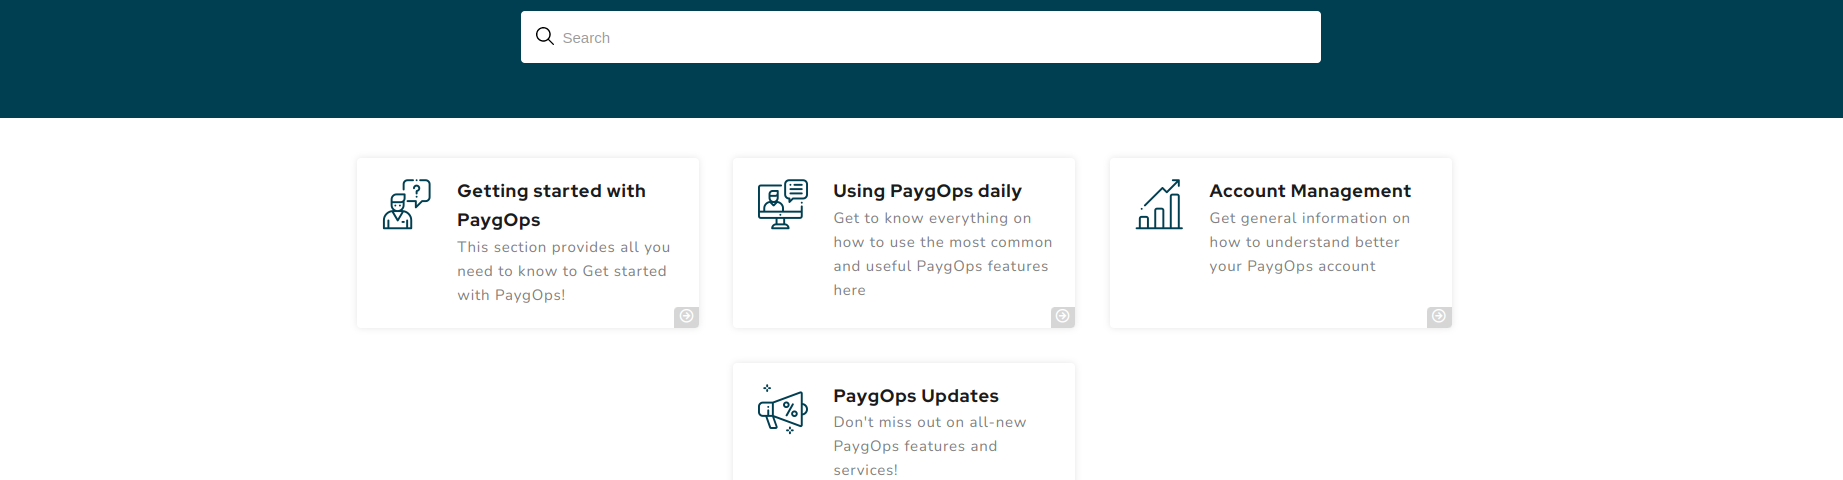 Search
Getting started with
PaygOps
This section provides all you
need to know to Get started
with PaygOps!
Using PaygOps daily
Get to know everything on
how to use the most common
and useful PaygOps features
here
Account Management
Get general information on
how to understand better
your PaygOps account
PaygOps Updates
Don't miss out on all-new
PaygOps features and
services!